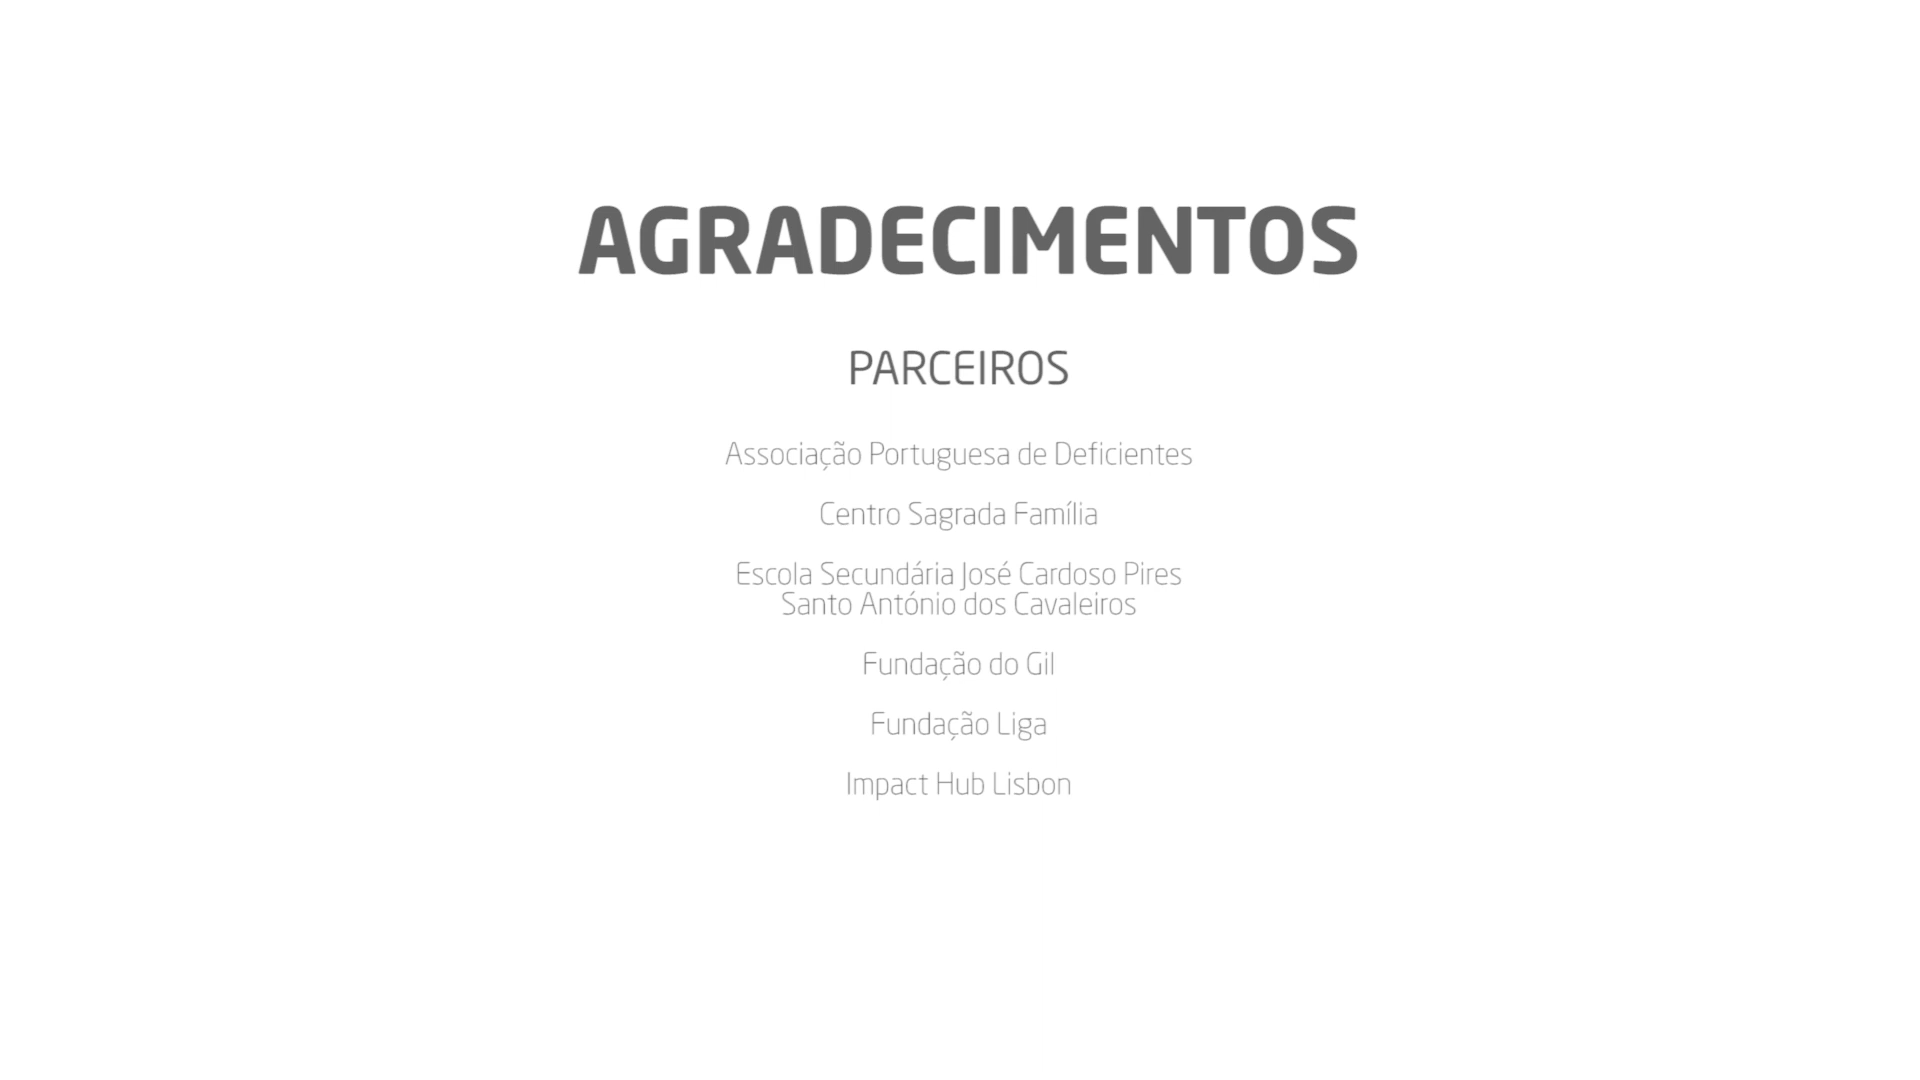 AGRADECIMENTOS
PARCEIROS
Associação Portuguesa de Deficientes
Centro Sagrada Família
Escola Secundária José Cardoso Pires
Santo António dos Cavaleiros
Fundação do Gil
Fundação Liga
Impact Hub Lisbon